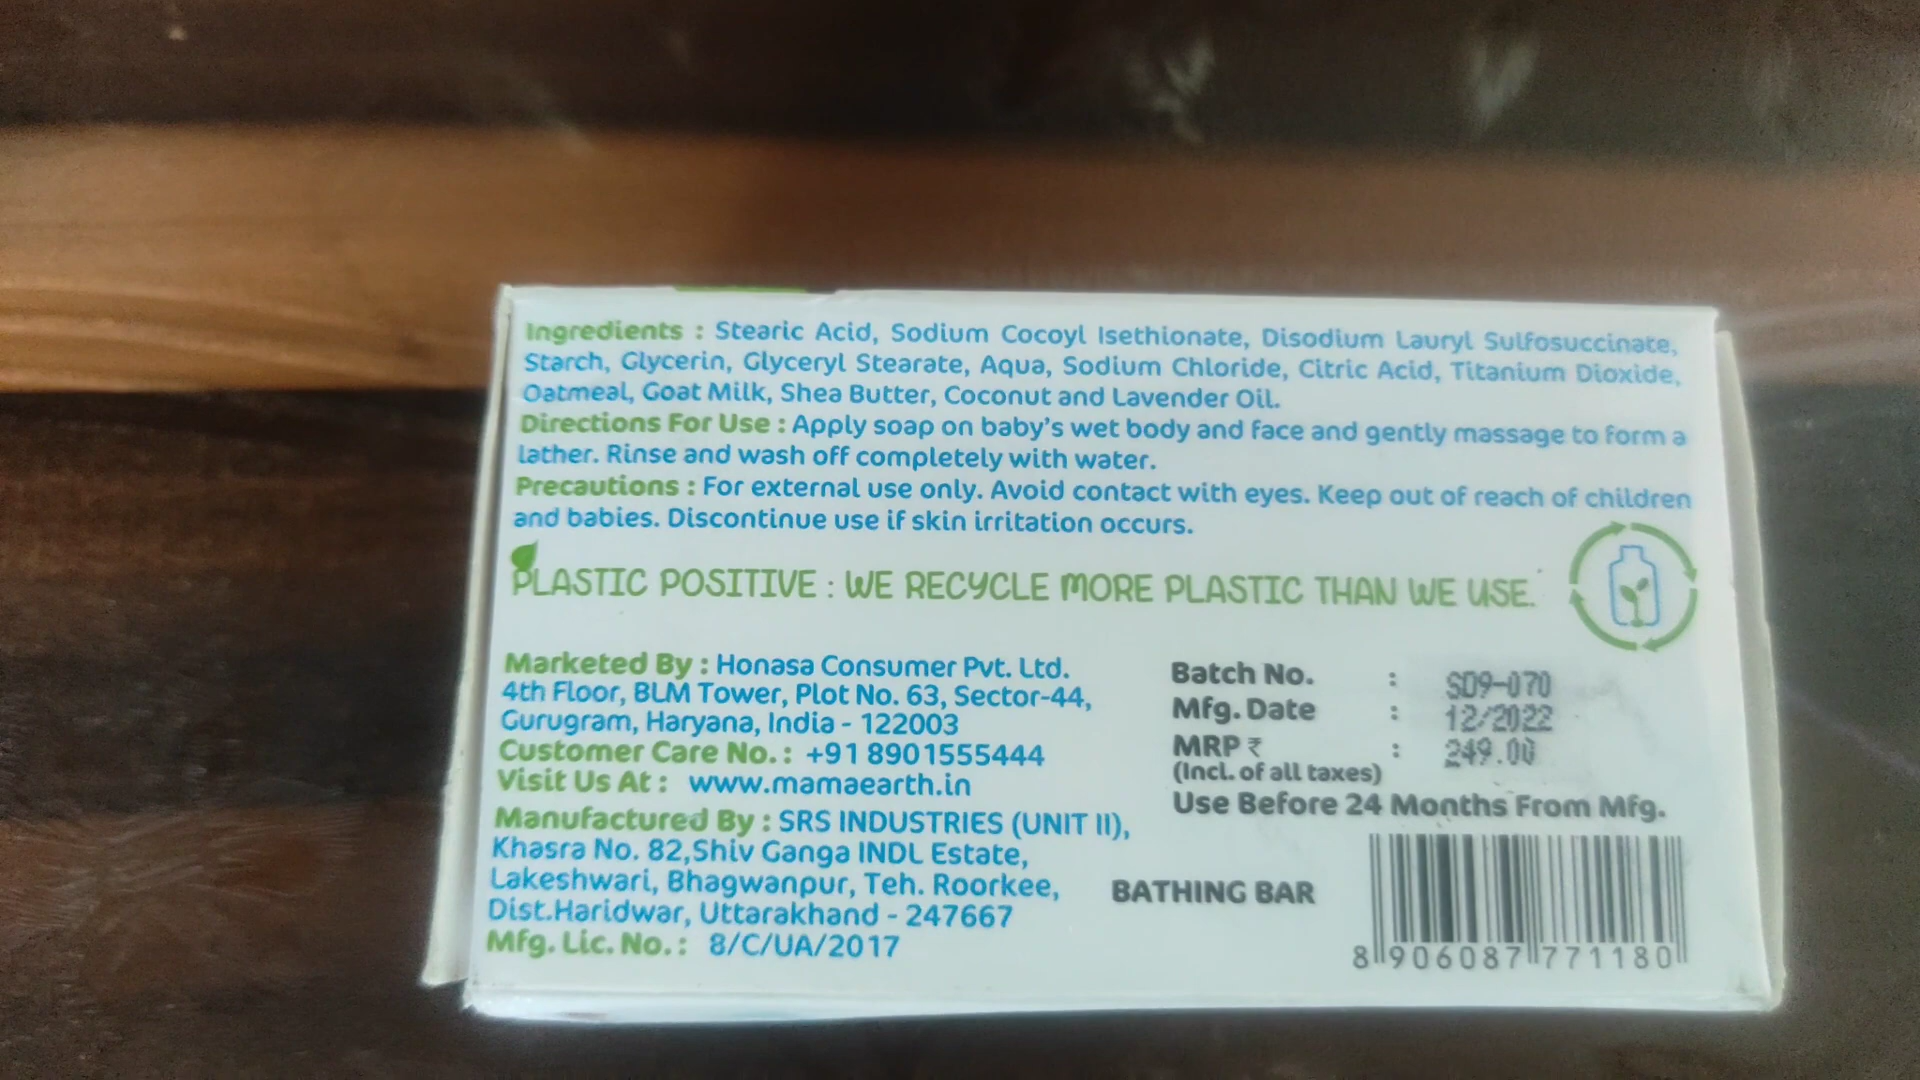 Ingredients : Stearic Acid, Sodium Cocoyl Isethionate, Disodium Lauryl Sulfosuccinate,
Starch, Glycerin, Glyceryl Stearate, Aqua, Sodium Chloride, Citric Acid, Titanium Dioxide,
Oatmeal, Goat Milk, Shea Butter, Coconut and Lavender Oil.
Directions For Use : Apply soap on baby's wet body and face and gently massage to form a
lather. Rinse and wash off completely with water.
Precautions : For external use only. Avoid contact with eyes. Keep out of reach of children
and babies. Discontinue use if skin irritation occurs.
PLASTIC POSITIVE : WE RECYCLE MORE PLASTIC THAN WE USE.
Marketed By : Honasa Consumer Pvt. Ltd.
4th Floor, BLM Tower, Plot No. 63, Sector-44,
Gurugram, Haryana, India - 122003
Customer Care No. : +91 8901555444
Visit Us At : www.mamaearth.in
Manufactured By : SRS INDUSTRIES (UNIT II),
Khasra No. 82,Shiv Ganga INDL Estate,
Lakeshwari, Bhagwanpur, Teh. Roorkee,
Dist.Haridwar, Uttarakhand - 247667
Mfg. Lic. No. : 8/C/UA/2017
Batch No. : SD9-070
Mfg. Date : 12/2022
MRP ₹ : 249.00
(Incl. of all taxes)
Use Before 24 Months From Mfg.
BATHING BAR
8 906087 771180